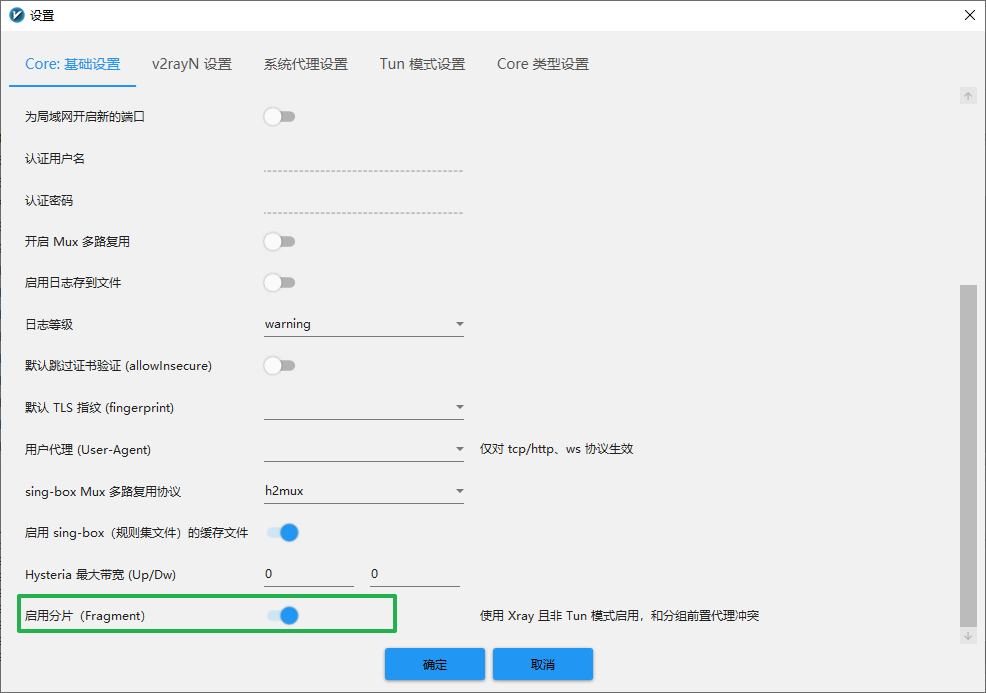 设置
Core: 基础设置 v2rayN 设置 系统代理设置 Tun 模式设置 Core 类型设置
为局域网开启新的端口
认证用户名
认证密码
开启 Mux 多路复用
启用日志存到文件
日志等级 warning
默认跳过证书验证 (allowInsecure)
默认 TLS 指纹 (fingerprint)
用户代理 (User-Agent) 仅对 tcp/http、ws 协议生效
sing-box Mux 多路复用协议 h2mux
启用 sing-box（规则集文件）的缓存文件
Hysteria 最大带宽 (Up/Dw) 0 0
启用分片（Fragment） 使用 Xray 且非 Tun 模式启用，和分组前置代理冲突
确定 取消